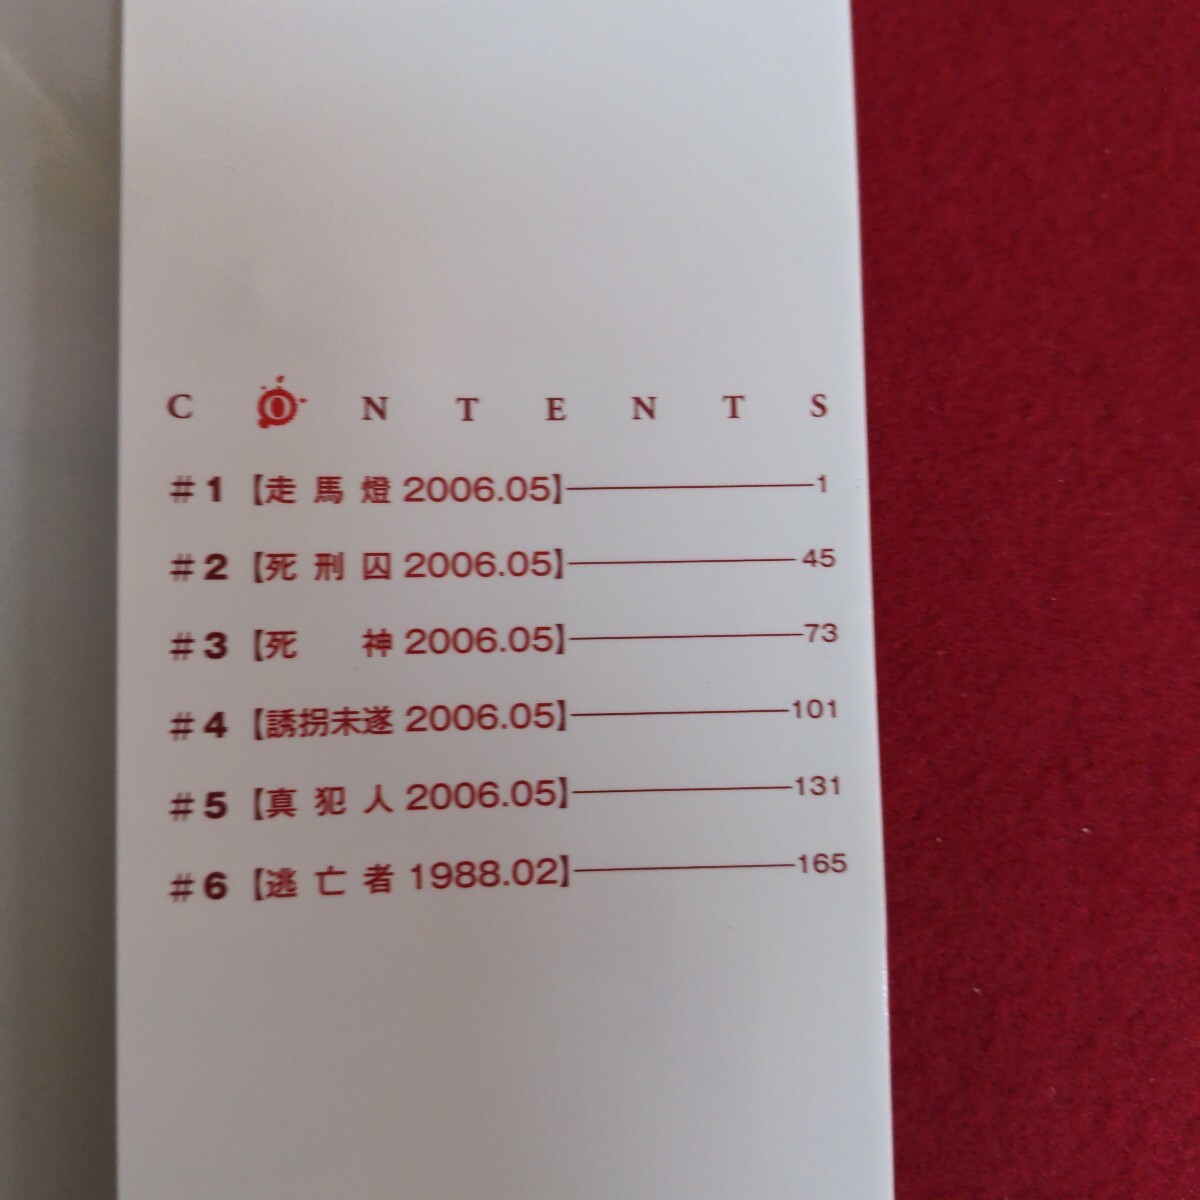 CONTENTS
#1【走馬燈 2006.05】 1
#2【死刑囚 2006.05】 45
#3【死 神 2006.05】 73
#4【誘拐未遂 2006.05】 101
#5【真犯人 2006.05】 131
#6【逃亡者 1988.02】 165